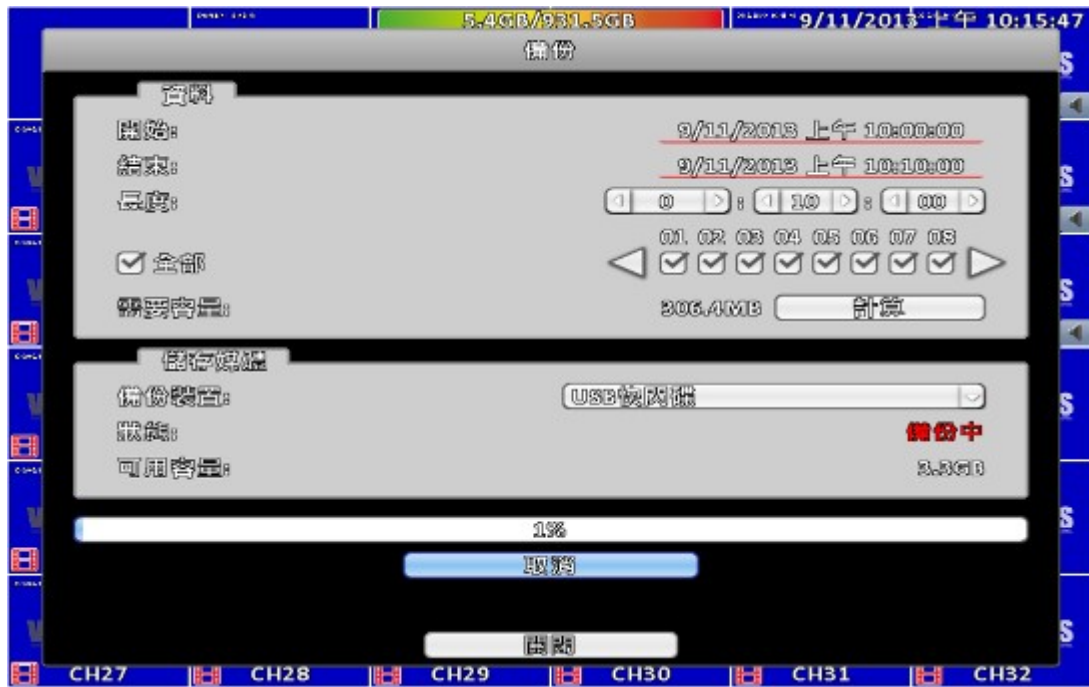 5.4GB/931.5GB
9/11/2013 上午 10:15:47
備份
資料
開始: 9/11/2013 上午 10:00:00
結束: 9/11/2013 上午 10:10:00
長度: 0 : 10 : 00
01 02 03 04 05 06 07 08
全部
需要容量: 306.4MB 計算
儲存媒體
備份裝置: USB快閃碟
狀態: 備份中
可用容量: 3.3GB
1%
取消
關閉
CH27 CH28 CH29 CH30 CH31 CH32